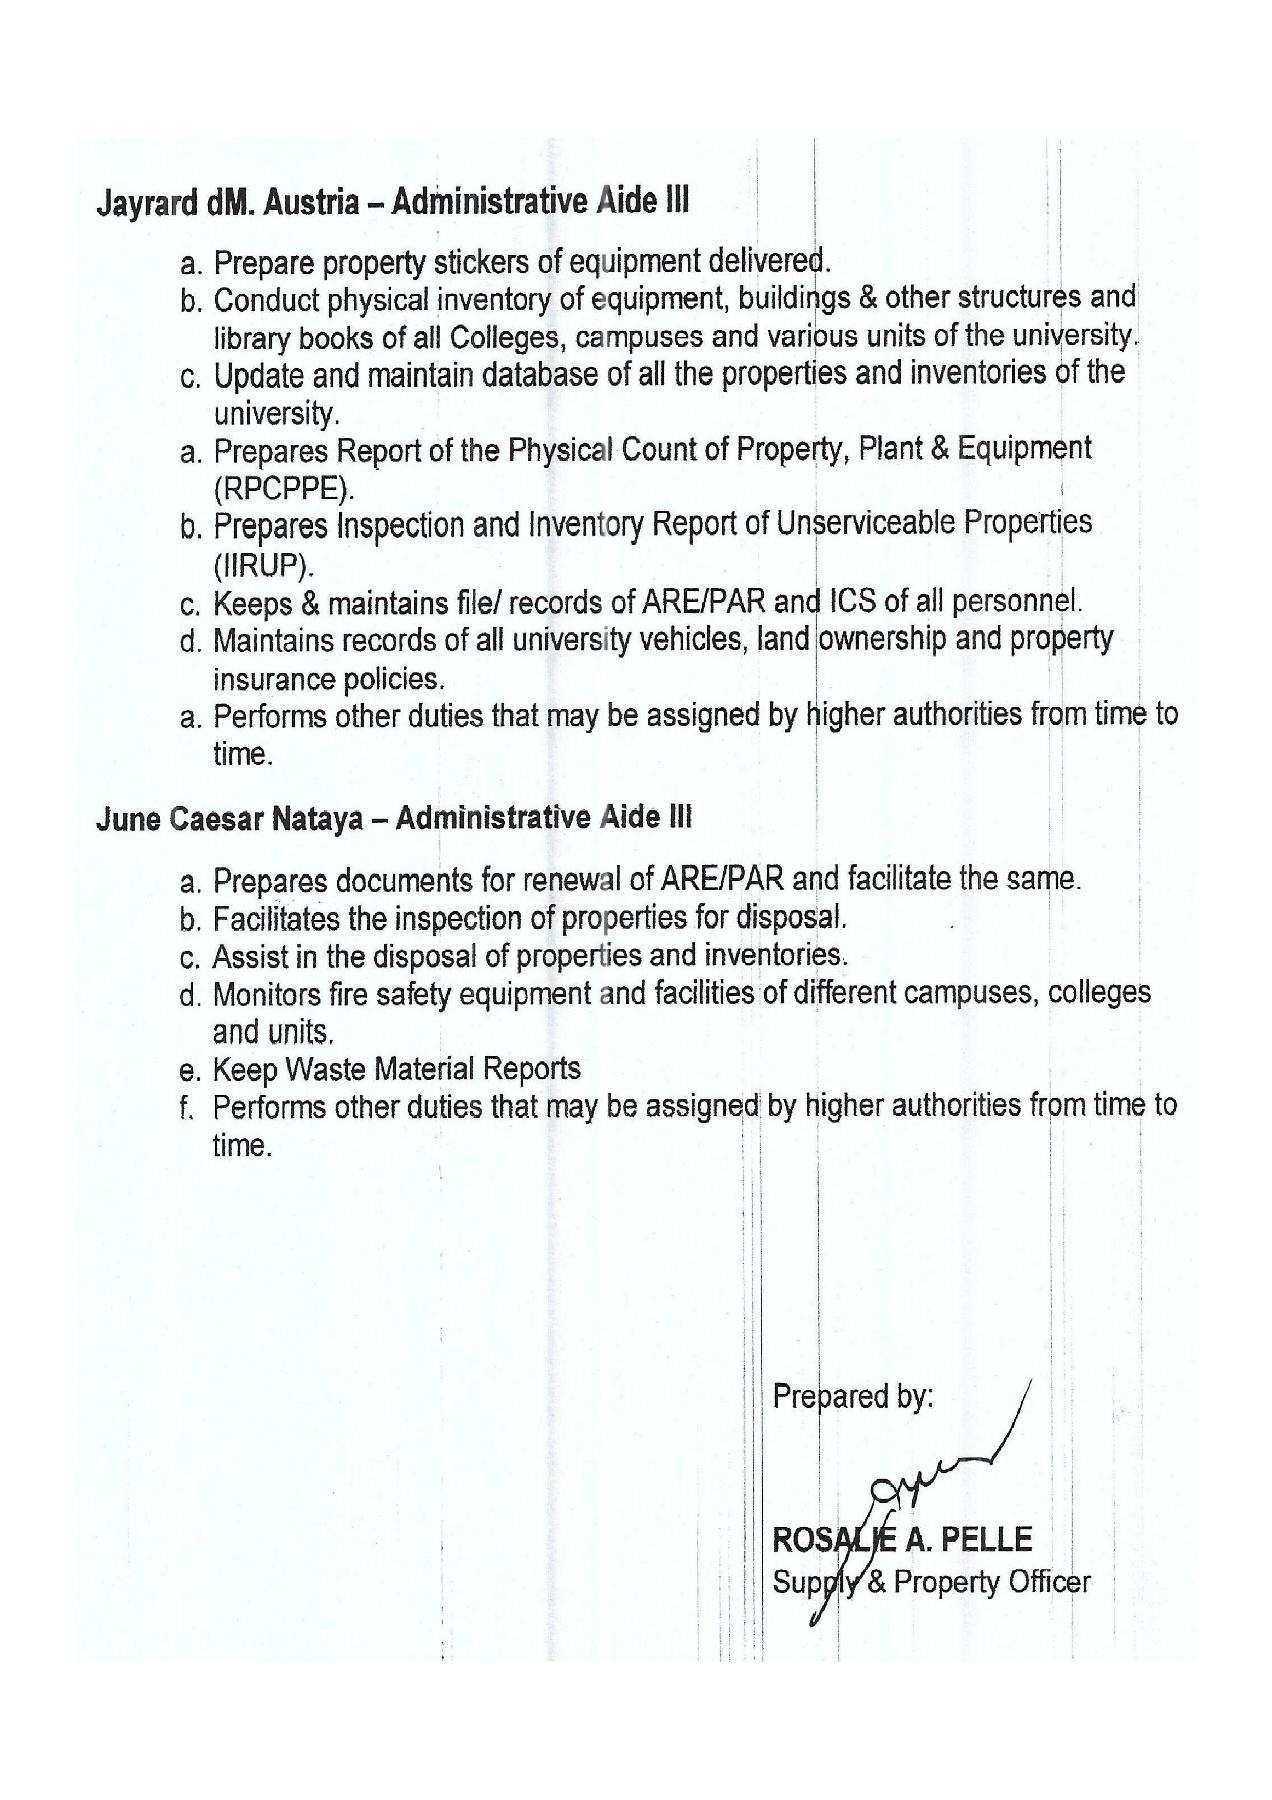 Jayrard dM. Austria – Administrative Aide III
a. Prepare property stickers of equipment delivered.
b. Conduct physical inventory of equipment, buildings & other structures and
library books of all Colleges, campuses and various units of the university.
c. Update and maintain database of all the properties and inventories of the
university.
a. Prepares Report of the Physical Count of Property, Plant & Equipment
(RPCPPE).
b. Prepares Inspection and Inventory Report of Unserviceable Properties
(IIRUP).
c. Keeps & maintains file/ records of ARE/PAR and ICS of all personnel.
d. Maintains records of all university vehicles, land ownership and property
insurance policies.
a. Performs other duties that may be assigned by higher authorities from time to
time.
June Caesar Nataya – Administrative Aide III
a. Prepares documents for renewal of ARE/PAR and facilitate the same.
b. Facilitates the inspection of properties for disposal.
c. Assist in the disposal of properties and inventories.
d. Monitors fire safety equipment and facilities of different campuses, colleges
and units.
e. Keep Waste Material Reports
f. Performs other duties that may be assigned by higher authorities from time to
time.
Prepared by:
ROSALIE A. PELLE
Supply & Property Officer